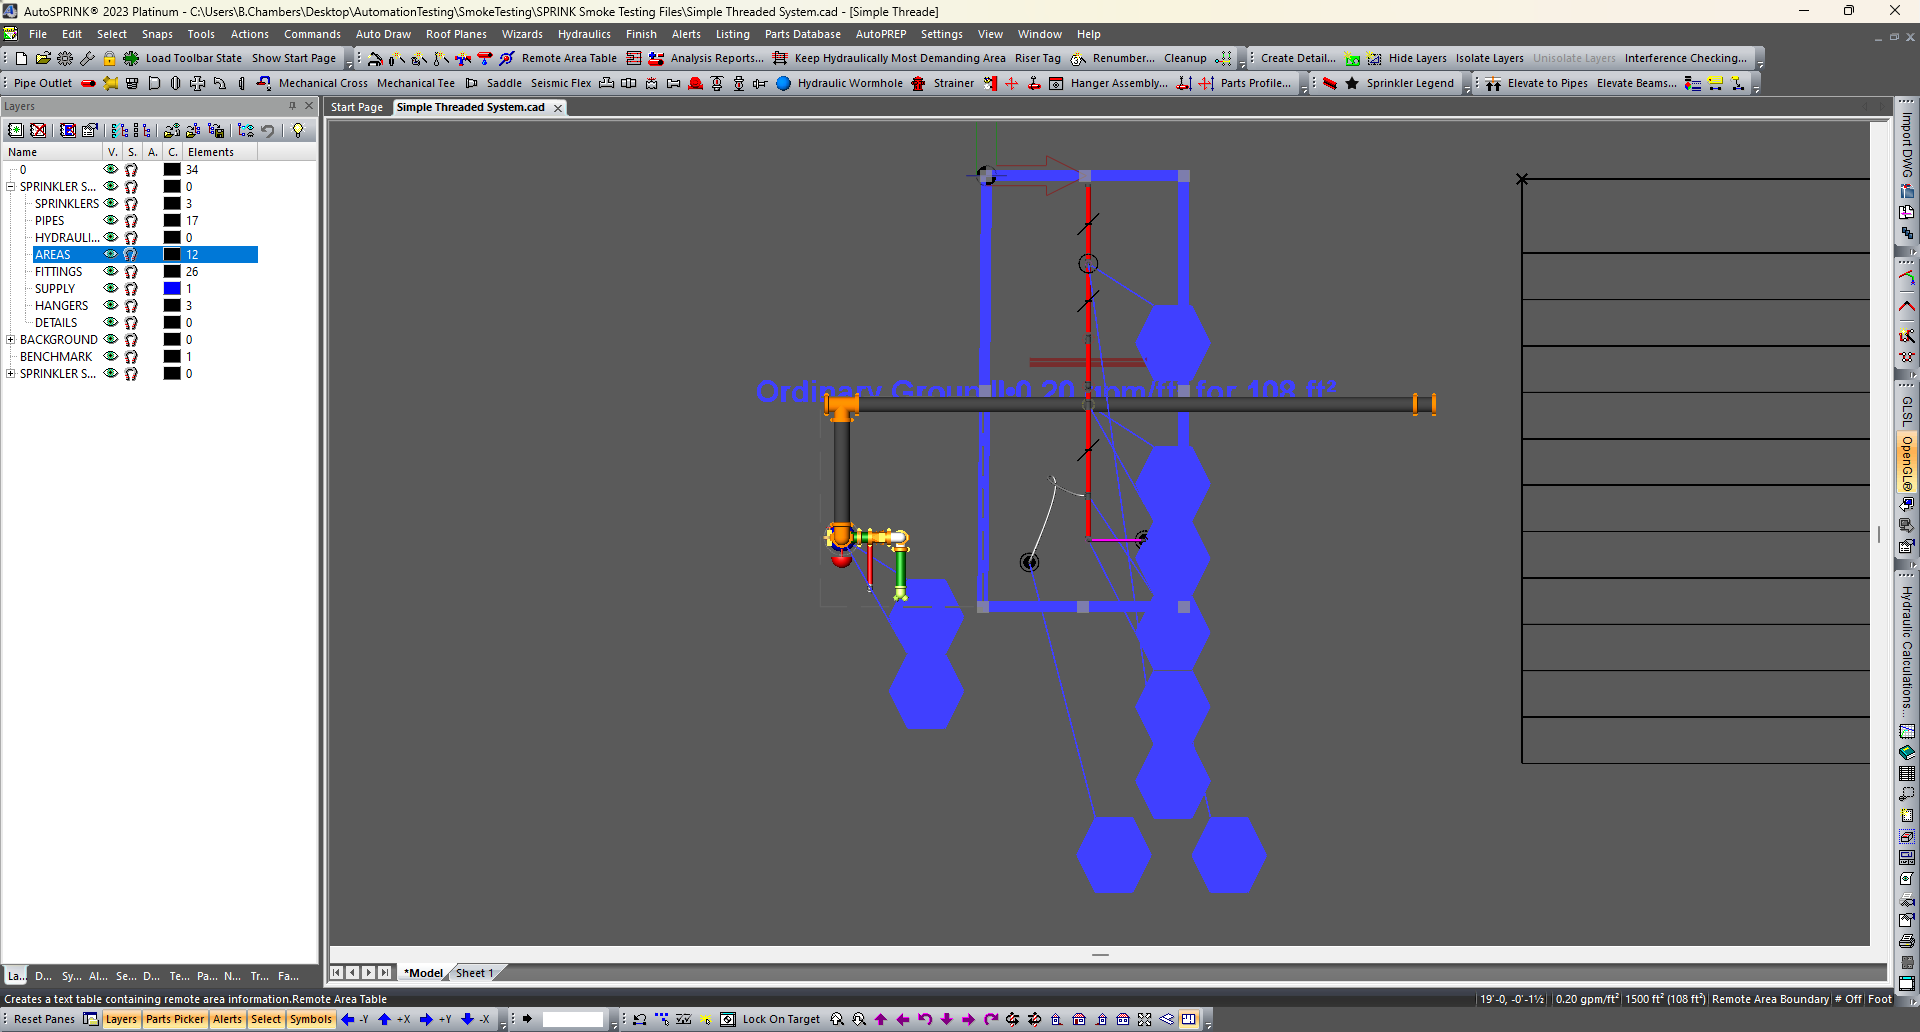 AutoSPRINK® 2023 Platinum - C:\Users\B.Chambers\Desktop\AutomationTesting\SmokeTesting\SPRINK Smoke Testing Files\Simple Threaded System.cad - [Simple Threade]
File Edit Select Snaps Tools Actions Commands Auto Draw Roof Planes Wizards Hydraulics Finish Alerts Listing Parts Database AutoPREP Settings View Window Help
Load Toolbar State Show Start Page Remote Area Table Analysis Reports... Keep Hydraulically Most Demanding Area Riser Tag Renumber... Cleanup Create Detail... Hide Layers Isolate Layers Unisolate Layers Interference Checking...
Pipe Outlet Mechanical Cross Mechanical Tee Saddle Seismic Flex Hydraulic Wormhole Strainer Hanger Assembly... Parts Profile... Sprinkler Legend Elevate to Pipes Elevate Beams...
Layers
Start Page Simple Threaded System.cad
Name V. S. A. C. Elements
0 34
SPRINKLER S... 0
SPRINKLERS 3
PIPES 17
HYDRAULI... 0
AREAS 12
FITTINGS 26
SUPPLY 1
HANGERS 3
DETAILS 0
BACKGROUND 0
BENCHMARK 1
SPRINKLER S... 0
Ordinary Group for 108 ft²
Import DWG
GLSL
OpenGL®
Hydraulic Calculations...
La... D... Sy... Al... Se... D... Te... Pa... N... Tr... Fa...
*Model Sheet 1
Creates a text table containing remote area information.Remote Area Table
19'-0, -0'-1½ 0.20 gpm/ft² 1500 ft² (108 ft²) Remote Area Boundary # Off Foot
Reset Panes Layers Parts Picker Alerts Select Symbols -Y +X +Y -X Lock On Target